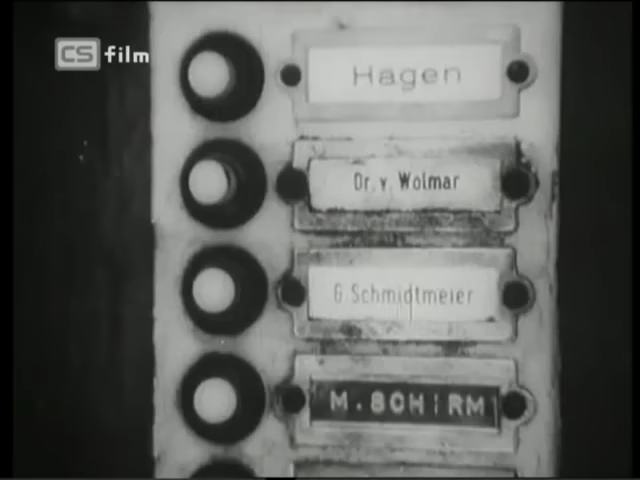 CS film
Hagen
Dr. v. Wolmar
G. Schmidtmeier
M. SCHIRM